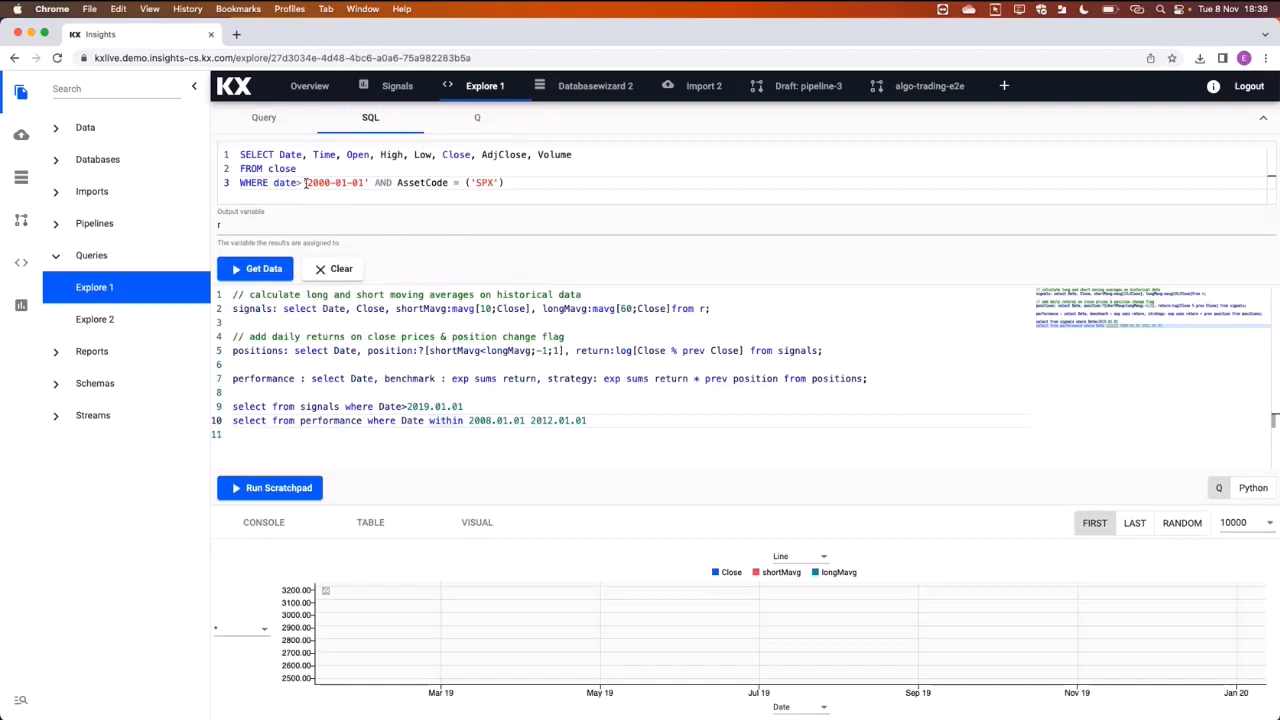 Chrome File Edit View History Bookmarks Profiles Tab Window Help Tue 8 Nov 18:39
KX Insights
kxlive.demo.insights-cs.kx.com/explore/27d3034e-4d48-4bc6-a0a6-75a982283b5a
E
Search
KX Overview Signals Explore 1 Databasewizard 2 Import 2 Draft: pipeline-3 algo-trading-e2e Logout
Query SQL Q
Data
Databases
Imports
Pipelines
Queries
Explore 1
Explore 2
Reports
Schemas
Streams
1 SELECT Date, Time, Open, High, Low, Close, AdjClose, Volume
2 FROM close
3 WHERE date> '2000-01-01' AND AssetCode = ('SPX')
Output variable
r
The variable the results are assigned to
Get Data Clear
1 // calculate long and short movging averages on historical data
2 signals: select Date, Close, shortMavg:mavg[10;Close], longMavg:mavg[60;Close]from r;
3
4 // add daily returns on close prices & position change flag
5 positions: select Date, position:?[shortMavg<longMavg;-1;1], return:log[Close % prev Close] from signals;
6
7 performance : select Date, benchmark : exp sums return, strategy: exp sums return * prev position from positions;
8
9 select from signals where Date>2019.01.01
10 select from performance where Date within 2008.01.01 2012.01.01
11
Run Scratchpad Q Python
CONSOLE TABLE VISUAL FIRST LAST RANDOM 10000
Line
Close shortMavg longMavg
3200.00
3100.00
3000.00
2900.00
*
2800.00
2700.00
2600.00
2500.00
Mar 19 May 19 Jul 19 Sep 19 Nov 19 Jan 20
Date